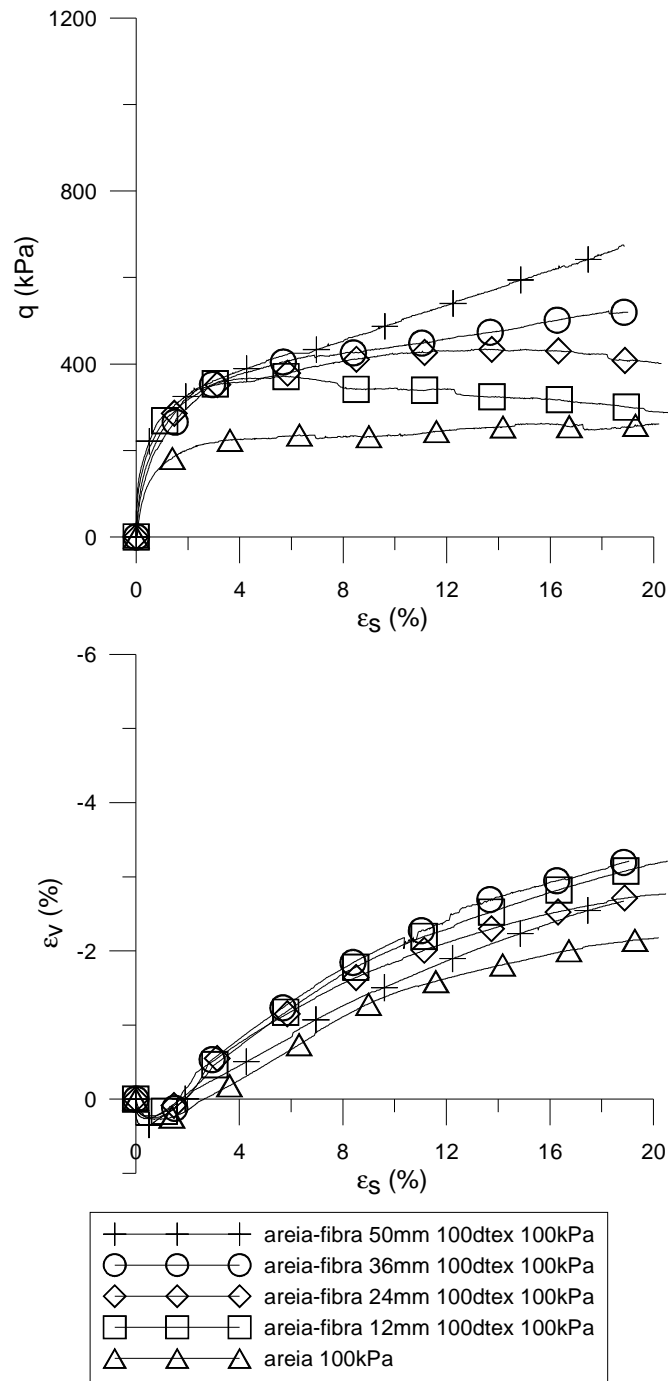 1200
800
400
0
q (kPa)
0 4 8 12 16 20
εs (%)
-6
-4
-2
0
εv (%)
0 4 8 12 16 20
εs (%)
areia-fibra 50mm 100dtex 100kPa
areia-fibra 36mm 100dtex 100kPa
areia-fibra 24mm 100dtex 100kPa
areia-fibra 12mm 100dtex 100kPa
areia 100kPa